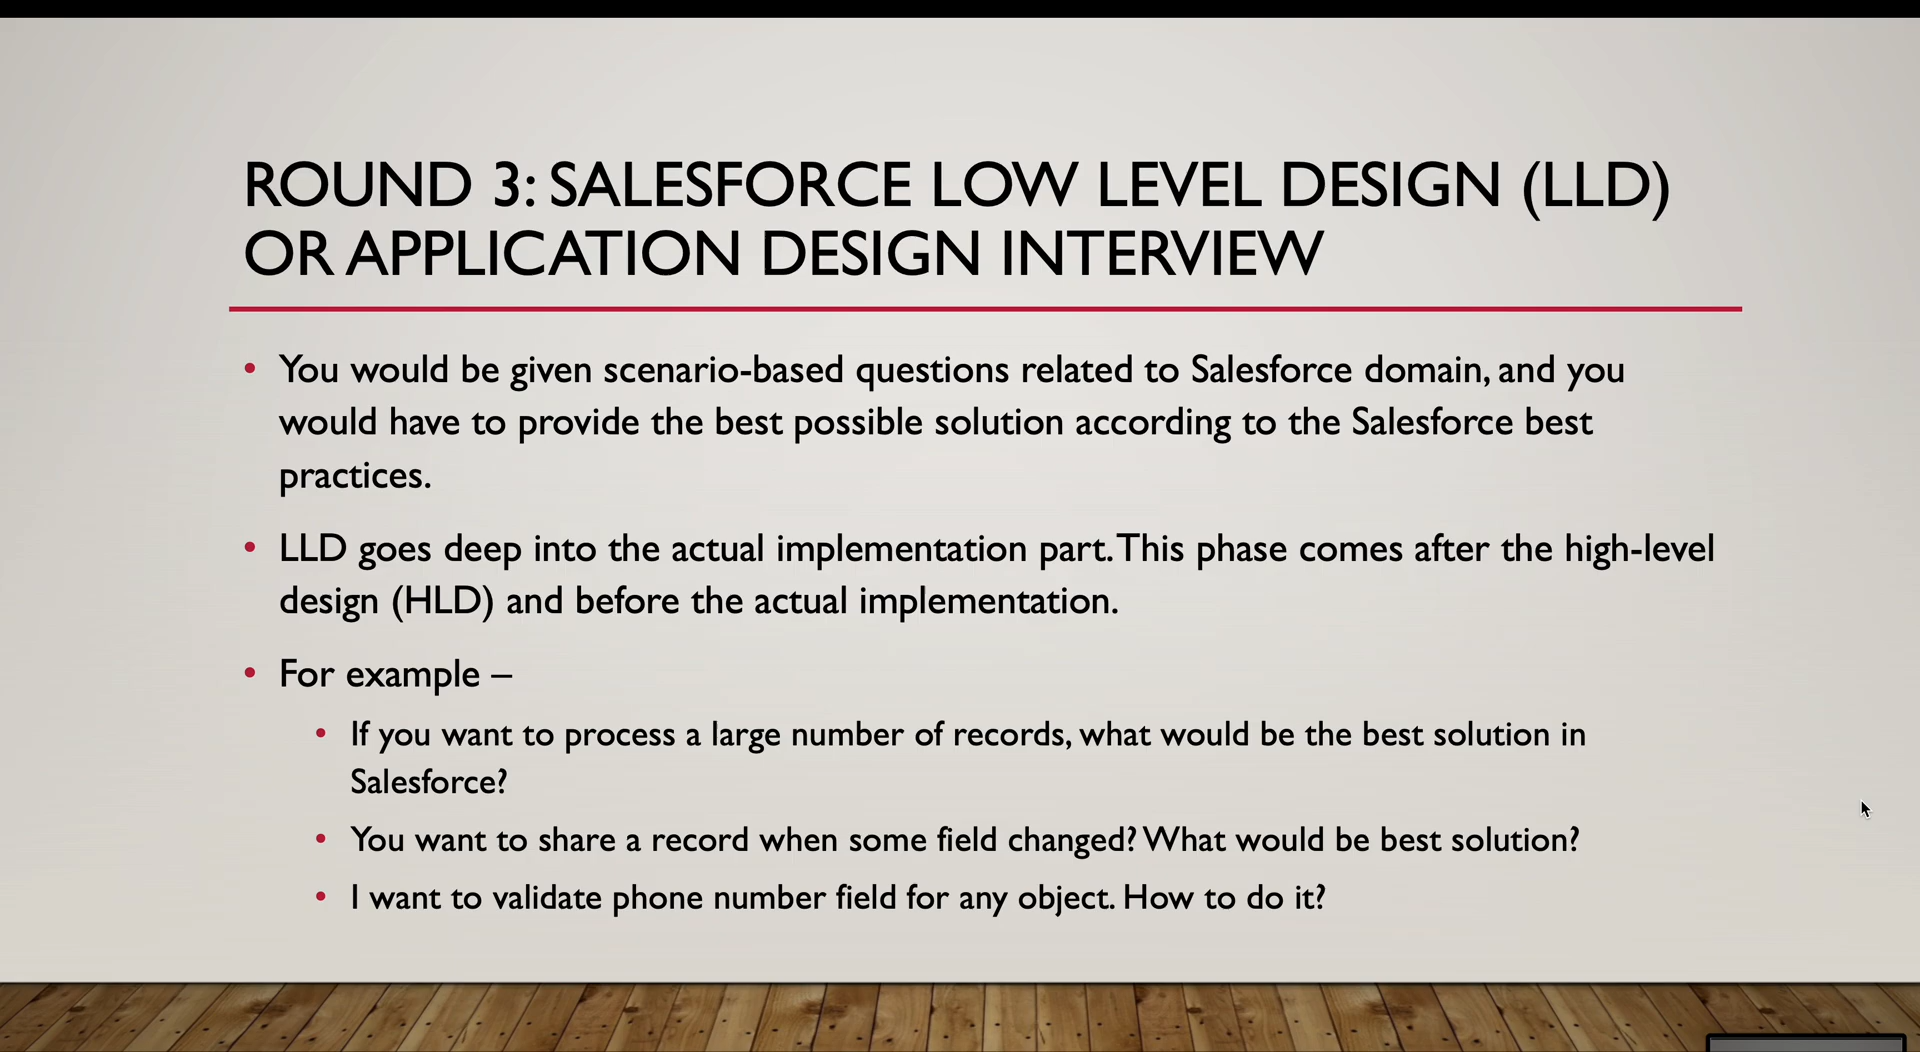 ROUND 3: SALESFORCE LOW LEVEL DESIGN (LLD)
OR APPLICATION DESIGN INTERVIEW
• You would be given scenario-based questions related to Salesforce domain, and you
would have to provide the best possible solution according to the Salesforce best
practices.
• LLD goes deep into the actual implementation part. This phase comes after the high-level
design (HLD) and before the actual implementation.
• For example –
• If you want to process a large number of records, what would be the best solution in
Salesforce?
• You want to share a record when some field changed? What would be best solution?
• I want to validate phone number field for any object. How to do it?